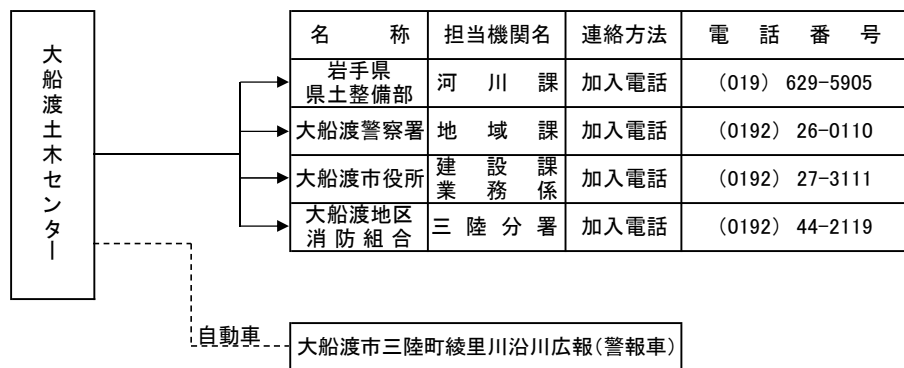 大船渡土木センター
名称 担当機関名 連絡方法 電話番号
岩手県
県土整備部 河川課 加入電話 (019) 629-5905
大船渡警察署 地域課 加入電話 (0192) 26-0110
大船渡市役所 建設課
業務係 加入電話 (0192) 27-3111
大船渡地区
消防組合 三陸分署 加入電話 (0192) 44-2119
自動車
大船渡市三陸町綾里川沿川広報(警報車)